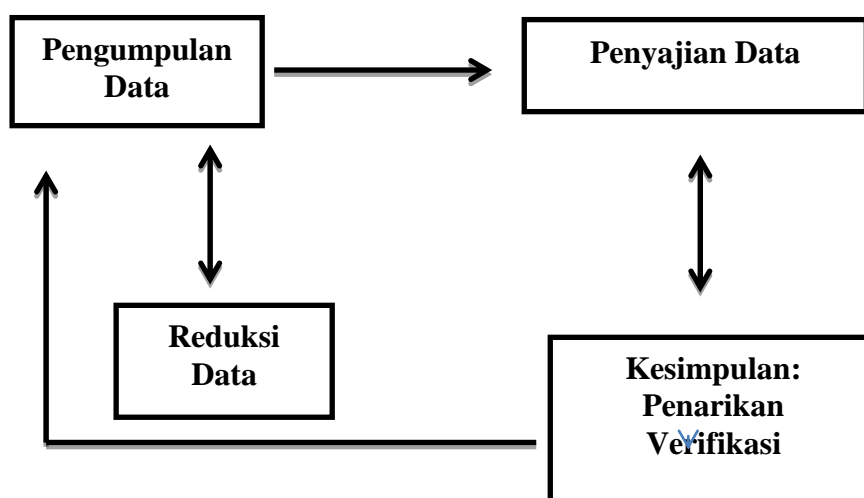 Pengumpulan
Data
Penyajian Data
Reduksi
Data
Kesimpulan:
Penarikan
Verifikasi